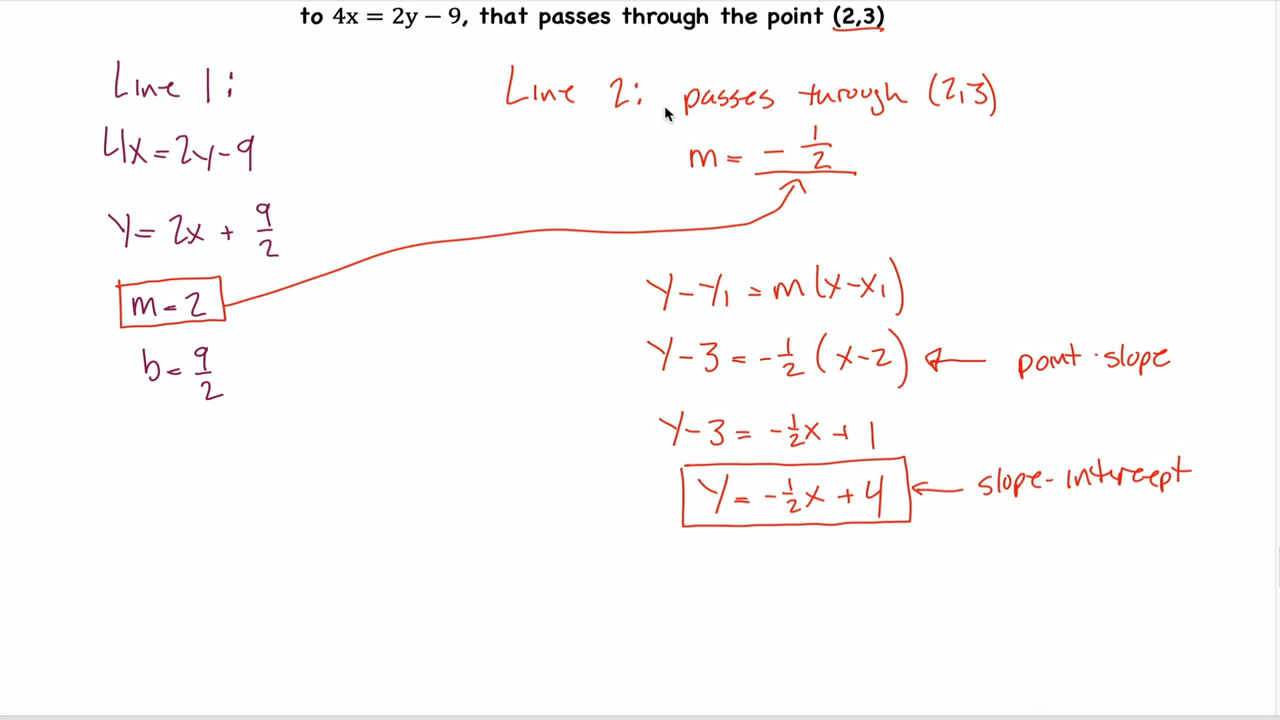 to 4x = 2y − 9, that passes through the point (2,3)
Line 1:
4x = 2y - 9
y = 2x + 9/2
m = 2
b = 9/2
Line 2: passes through (2,3)
m = - 1/2
y - y₁ = m(x - x₁)
y - 3 = - 1/2 (x - 2) ← point-slope
y - 3 = - 1/2 x + 1
y = - 1/2 x + 4 ← slope-intercept